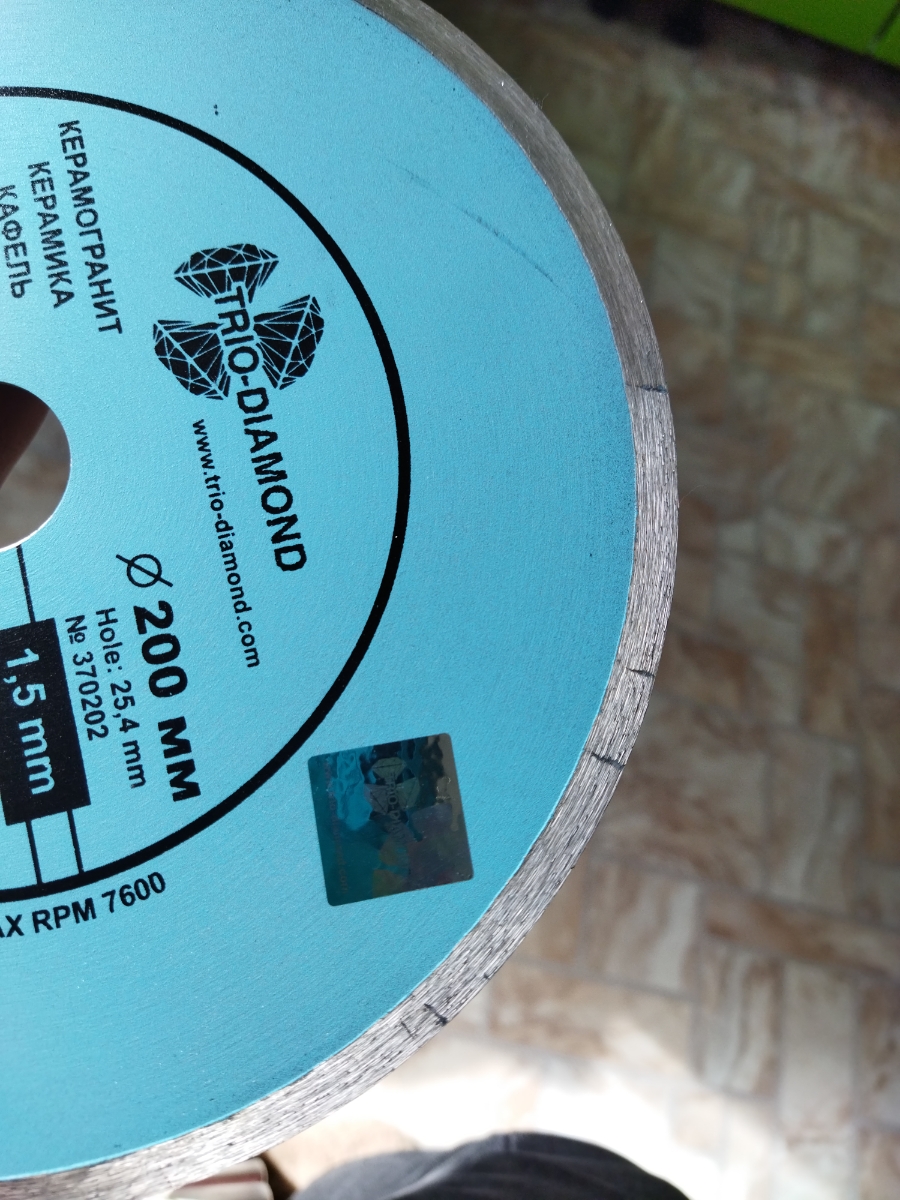 КЕРАМОГРАНИТ
КЕРАМИКА
КАФЕЛЬ
TRIO-DIAMOND
www.trio-diamond.com
Ø 200 MM
Hole: 25,4 mm
№ 370202
1,5 mm
RPM 7600